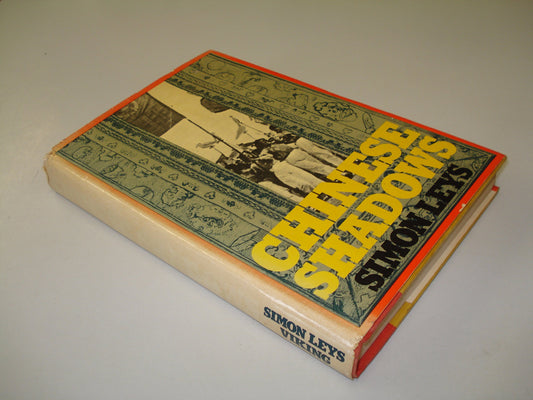 CHINESE
SHADOWS
SIMON LEYS
SIMON LEYS
VIKING